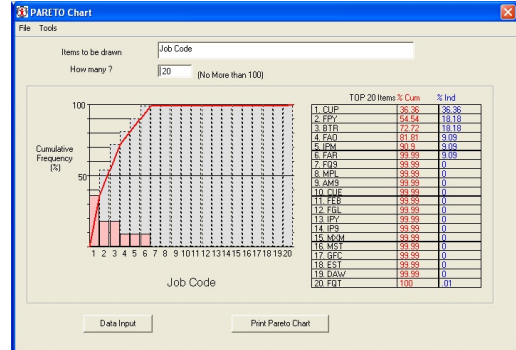 PARETO Chart
File Tools
Items to be drawn Job Code
How many ? 20 (No More than 100)
TOP 20 Items % Cum % Ind
1. CUP 36.36 36.36
2. FPY 54.54 18.18
3. BTR 72.72 18.18
4. FAO 81.81 9.09
5. IPM 90.9 9.09
6. FAR 99.99 9.09
7. FQ9 99.99 0
8. MPL 99.99 0
9. AM9 99.99 0
10. CUE 99.99 0
11. FEB 99.99 0
12. FGL 99.99 0
13. IPY 99.99 0
14. IP9 99.99 0
15. MXM 99.99 0
16. MST 99.99 0
17. GFC 99.99 0
18. EST 99.99 0
19. DAW 99.99 0
20. FQT 100 .01
100
Cumulative
Frequency
(%)
50
1 2 3 4 5 6 7 8 9 10 11 12 13 14 15 16 17 18 19 20
Job Code
Data Input Print Pareto Chart